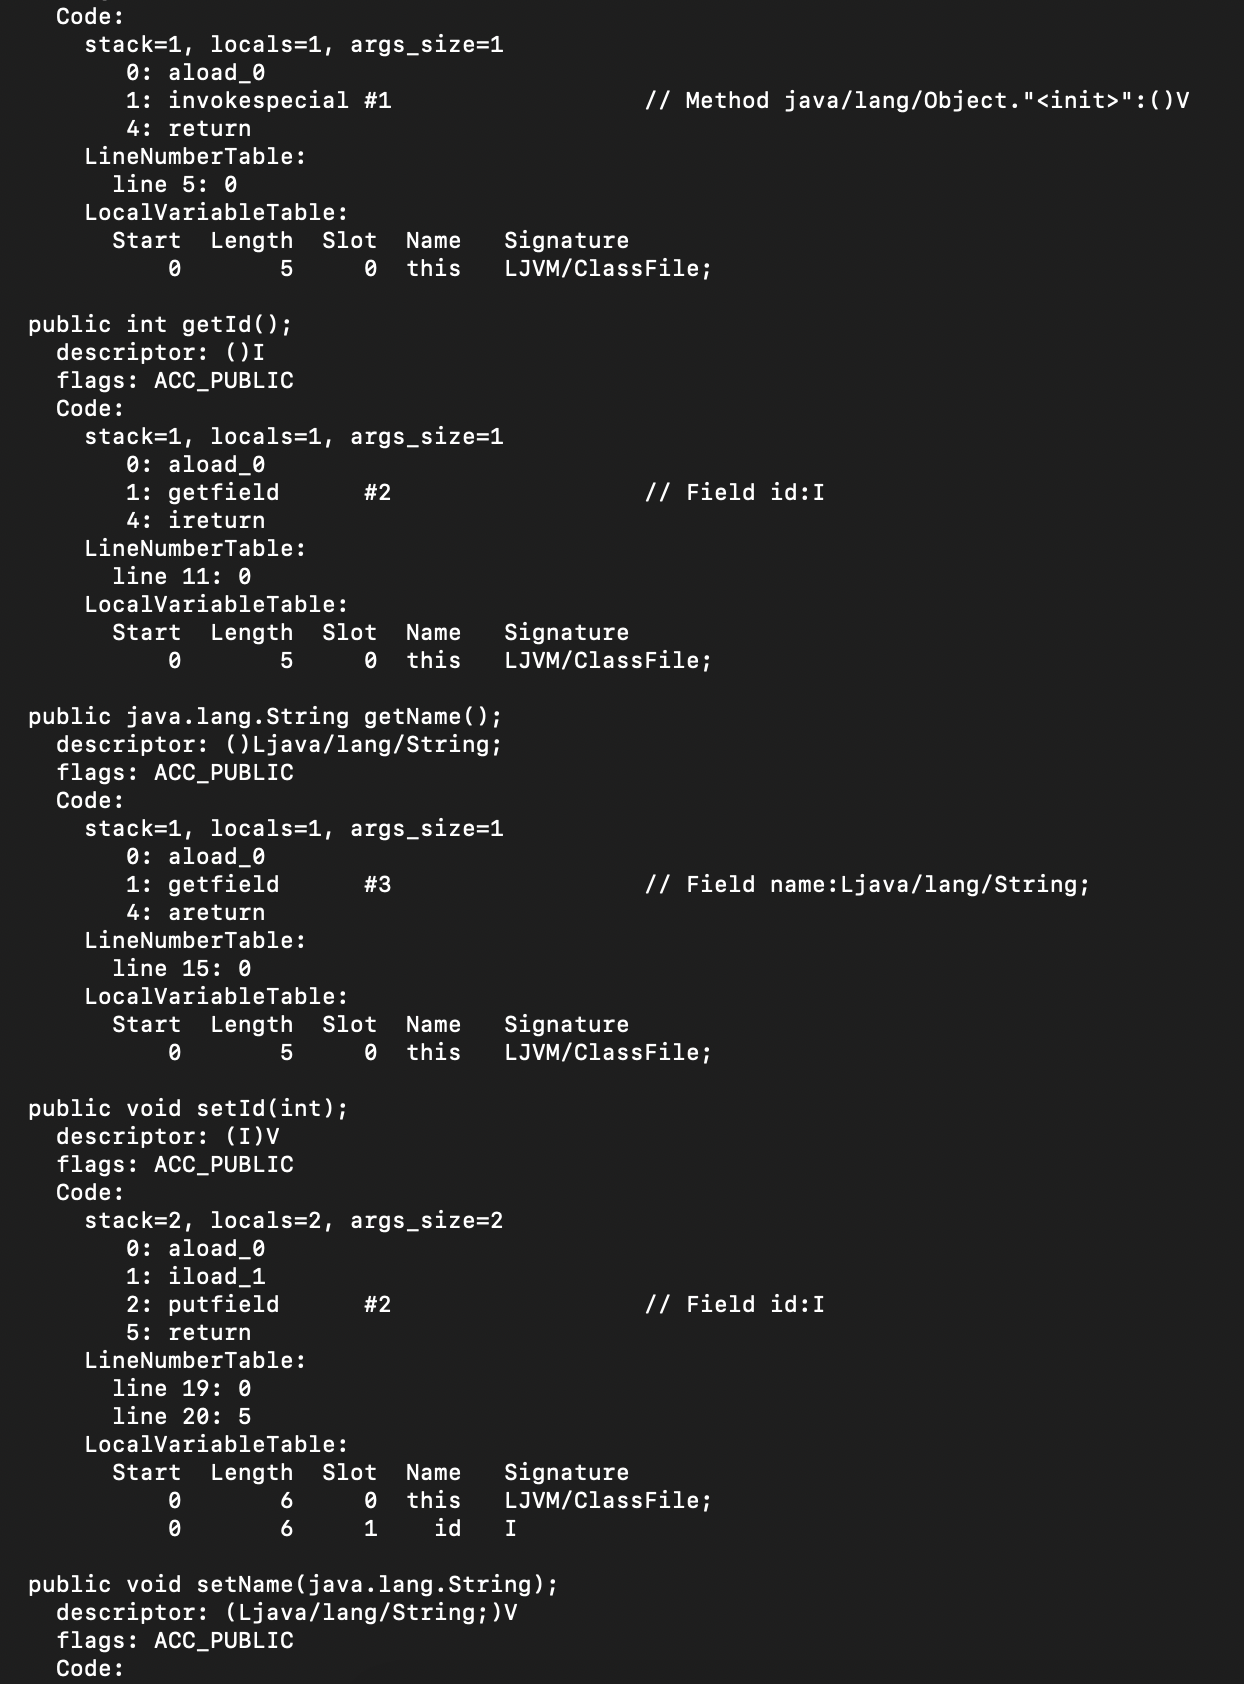 Code:
stack=1, locals=1, args_size=1
0: aload_0
1: invokespecial #1 // Method java/lang/Object."<init>":()V
4: return
LineNumberTable:
line 5: 0
LocalVariableTable:
Start Length Slot Name Signature
0 5 0 this LJVM/ClassFile;
public int getId();
descriptor: ()I
flags: ACC_PUBLIC
Code:
stack=1, locals=1, args_size=1
0: aload_0
1: getfield #2 // Field id:I
4: ireturn
LineNumberTable:
line 11: 0
LocalVariableTable:
Start Length Slot Name Signature
0 5 0 this LJVM/ClassFile;
public java.lang.String getName();
descriptor: ()Ljava/lang/String;
flags: ACC_PUBLIC
Code:
stack=1, locals=1, args_size=1
0: aload_0
1: getfield #3 // Field name:Ljava/lang/String;
4: areturn
LineNumberTable:
line 15: 0
LocalVariableTable:
Start Length Slot Name Signature
0 5 0 this LJVM/ClassFile;
public void setId(int);
descriptor: (I)V
flags: ACC_PUBLIC
Code:
stack=2, locals=2, args_size=2
0: aload_0
1: iload_1
2: putfield #2 // Field id:I
5: return
LineNumberTable:
line 19: 0
line 20: 5
LocalVariableTable:
Start Length Slot Name Signature
0 6 0 this LJVM/ClassFile;
0 6 1 id I
public void setName(java.lang.String);
descriptor: (Ljava/lang/String;)V
flags: ACC_PUBLIC
Code: